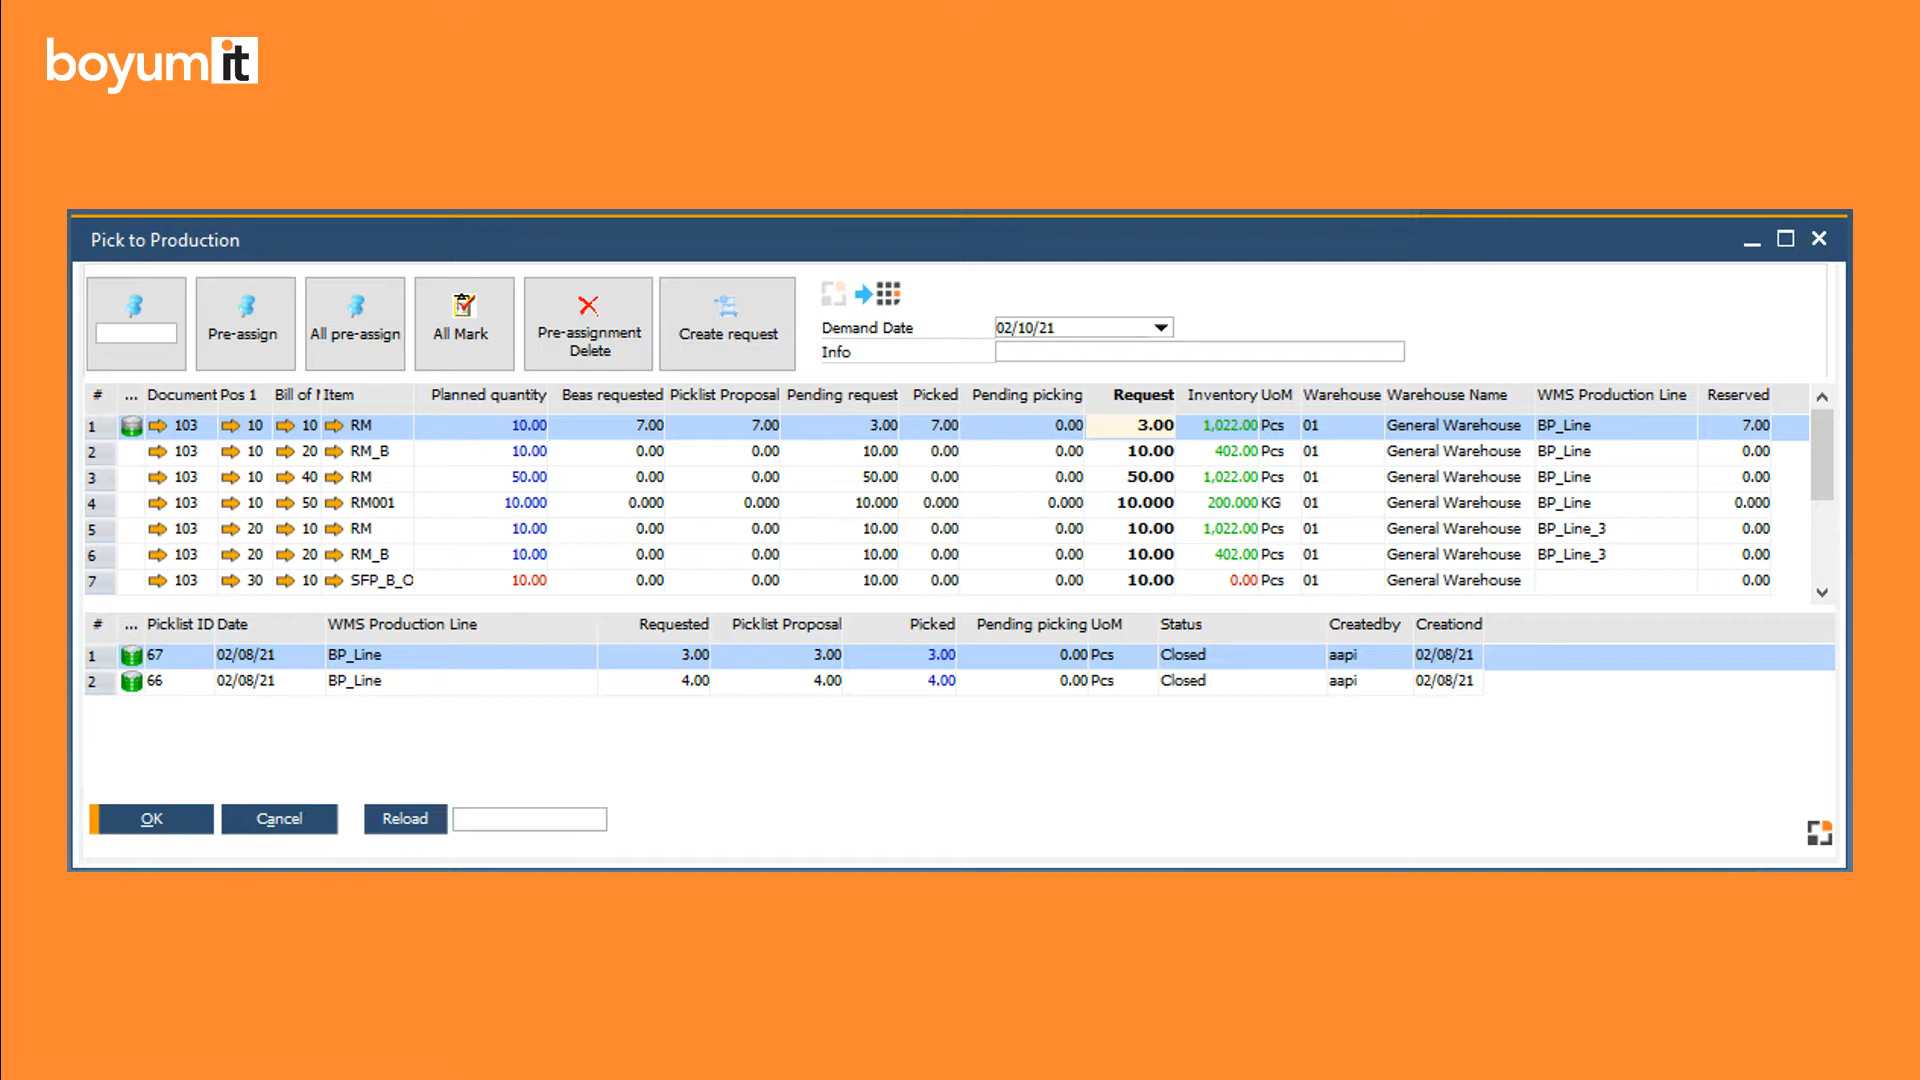 boyum it
Pick to Production
Pre-assign
All pre-assign
All Mark
Pre-assignment
Delete
Create request
Demand Date 02/10/21
Info
# ... Document Pos 1 Bill of M Item Planned quantity Beas requested Picklist Proposal Pending request Picked Pending picking Request Inventory UoM Warehouse Warehouse Name WMS Production Line Reserved
1 103 10 10 RM 10.00 7.00 7.00 3.00 7.00 0.00 3.00 1,022.00 Pcs 01 General Warehouse BP_Line 7.00
2 103 10 20 RM_B 10.00 0.00 0.00 10.00 0.00 0.00 10.00 402.00 Pcs 01 General Warehouse BP_Line 0.00
3 103 10 40 RM 50.00 0.00 0.00 50.00 0.00 0.00 50.00 1,022.00 Pcs 01 General Warehouse BP_Line 0.00
4 103 10 50 RM001 10.000 0.000 0.000 10.000 0.000 0.000 10.000 200.000 KG 01 General Warehouse BP_Line 0.000
5 103 20 10 RM 10.00 0.00 0.00 10.00 0.00 0.00 10.00 1,022.00 Pcs 01 General Warehouse BP_Line_3 0.00
6 103 20 20 RM_B 10.00 0.00 0.00 10.00 0.00 0.00 10.00 402.00 Pcs 01 General Warehouse BP_Line_3 0.00
7 103 30 10 SFP_B_O 10.00 0.00 0.00 10.00 0.00 0.00 10.00 0.00 Pcs 01 General Warehouse 0.00
# ... Picklist ID Date WMS Production Line Requested Picklist Proposal Picked Pending picking UoM Status Createdby Creationd
1 67 02/08/21 BP_Line 3.00 3.00 3.00 0.00 Pcs Closed aapi 02/08/21
2 66 02/08/21 BP_Line 4.00 4.00 4.00 0.00 Pcs Closed aapi 02/08/21
OK Cancel Reload